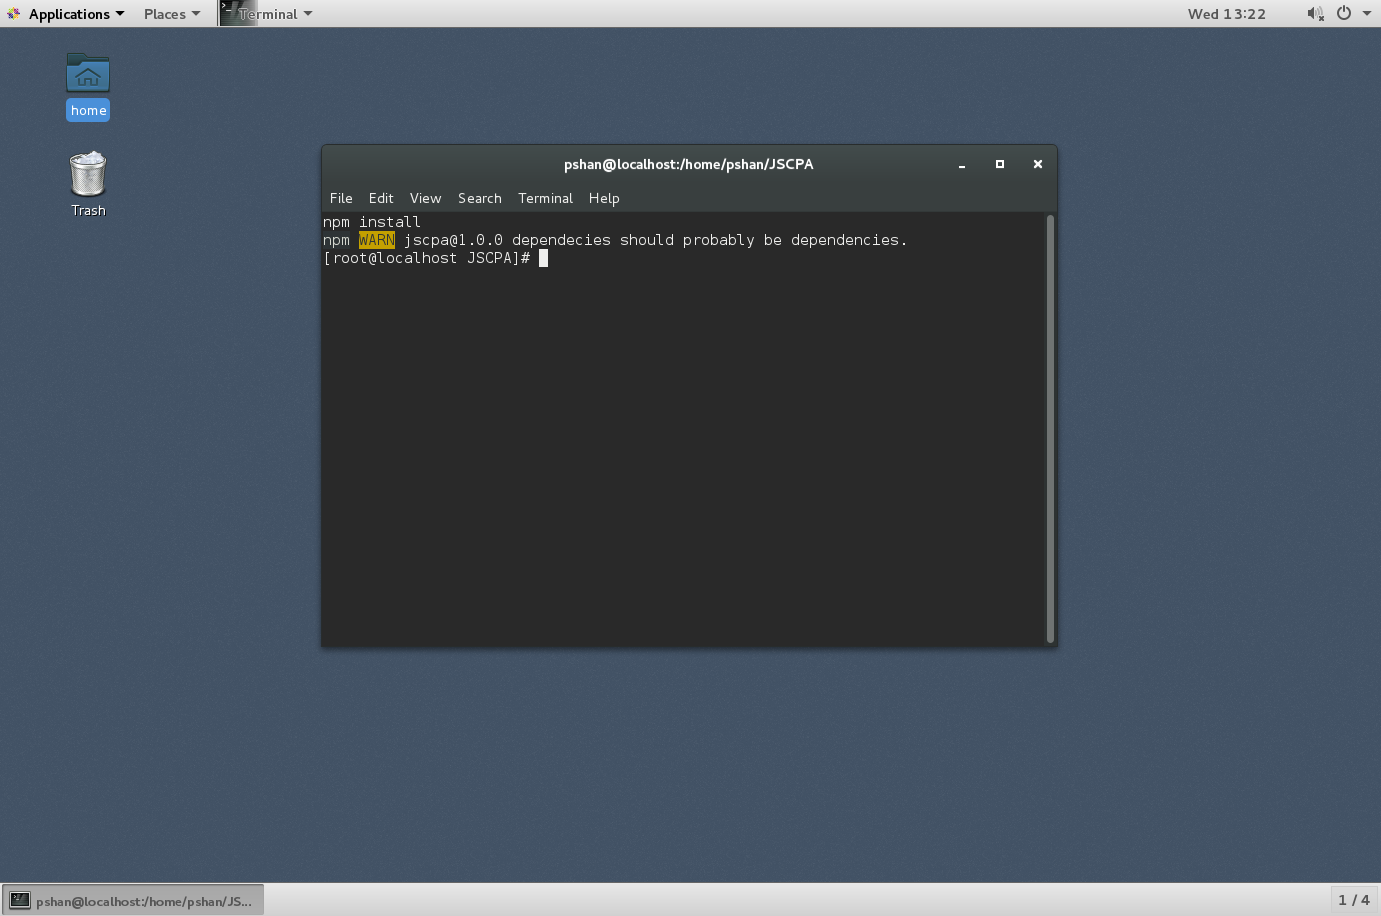 Applications Places Terminal Wed 13:22
home
Trash
pshan@localhost:/home/pshan/JSCPA
File Edit View Search Terminal Help
npm install
npm WARN jscpa@1.0.0 dependecies should probably be dependencies.
[root@localhost JSCPA]#
pshan@localhost:/home/pshan/JS... 1 / 4